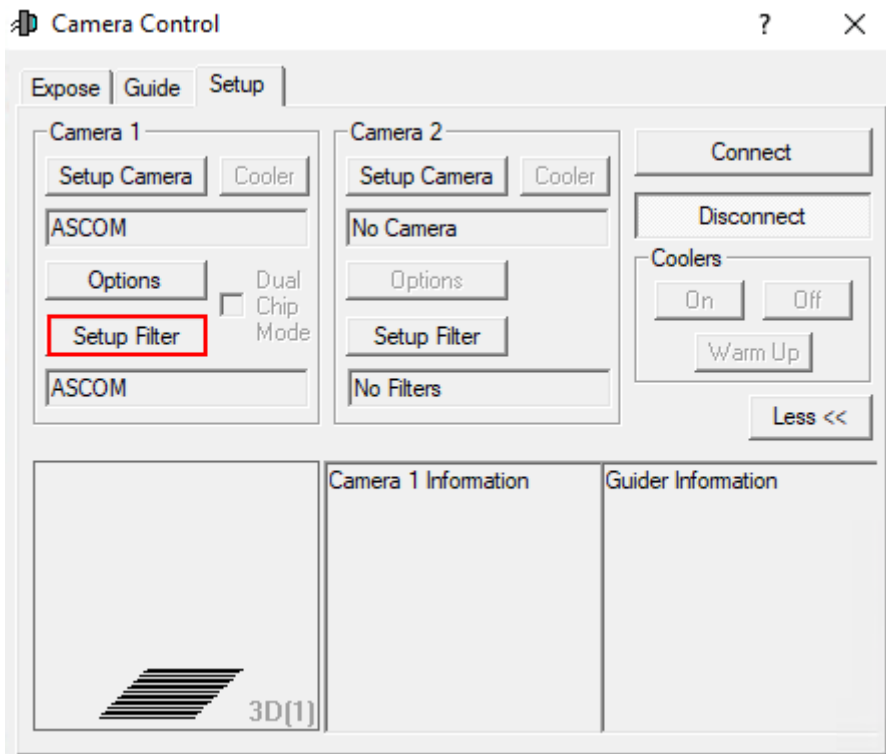 Camera Control
?
Expose
Guide
Setup
Camera 1
Setup Camera
Cooler
ASCOM
Options
Dual
Chip
Mode
Setup Filter
ASCOM
Camera 2
Setup Camera
Cooler
No Camera
Options
Setup Filter
No Filters
Connect
Disconnect
Coolers
On
Off
Warm Up
Less <<
3D(1)
Camera 1 Information
Guider Information